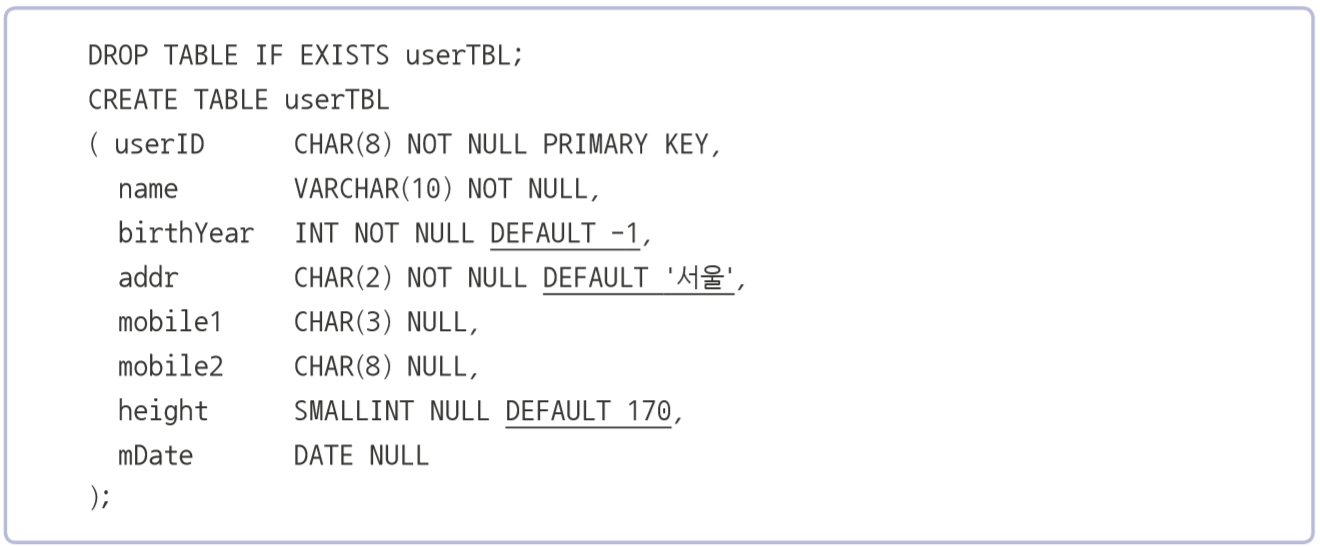 DROP TABLE IF EXISTS userTBL;
CREATE TABLE userTBL
( userID CHAR(8) NOT NULL PRIMARY KEY,
name VARCHAR(10) NOT NULL,
birthYear INT NOT NULL DEFAULT -1,
addr CHAR(2) NOT NULL DEFAULT '서울',
mobile1 CHAR(3) NULL,
mobile2 CHAR(8) NULL,
height SMALLINT NULL DEFAULT 170,
mDate DATE NULL
);